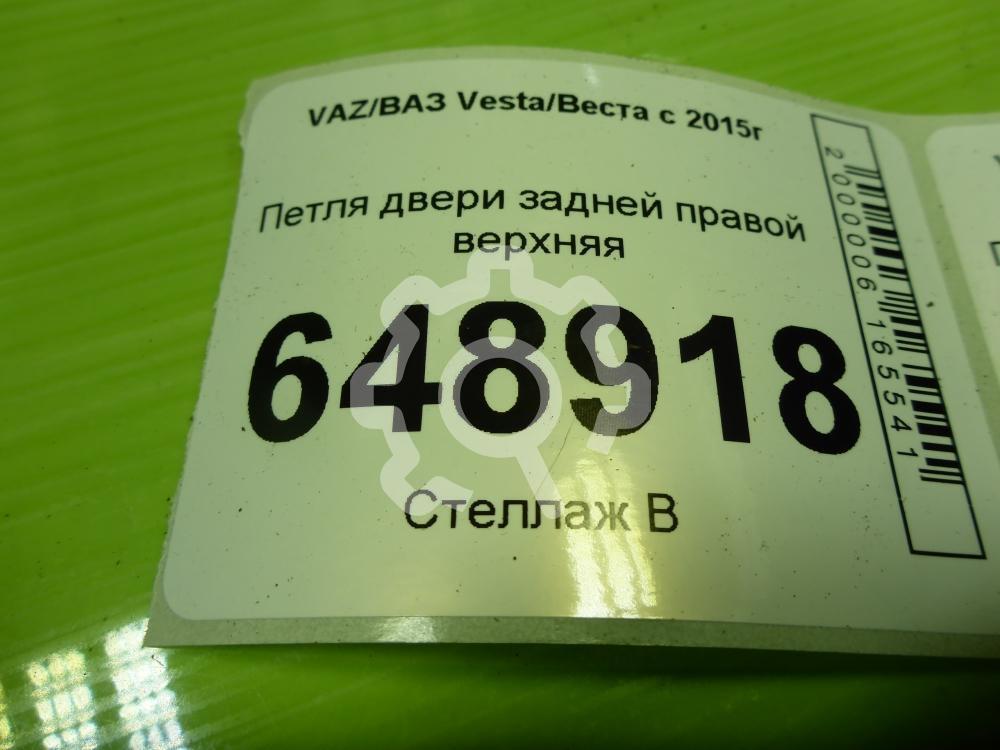 VAZ/ВАЗ Vesta/Веста с 2015г
Петля двери задней правой
верхняя
648918
Стеллаж В
2000006165541